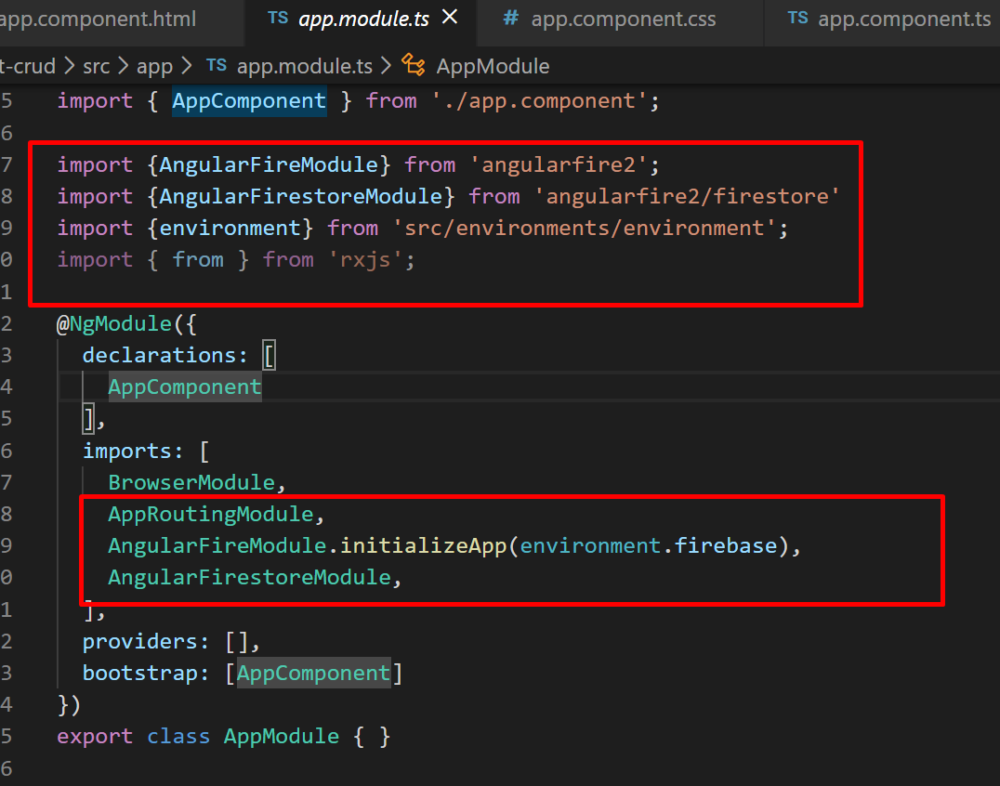 app.component.html TS app.module.ts # app.component.css TS app.component.ts
t-crud > src > app > TS app.module.ts > AppModule
5 import { AppComponent } from './app.component';
6
7 import {AngularFireModule} from 'angularfire2';
8 import {AngularFirestoreModule} from 'angularfire2/firestore'
9 import {environment} from 'src/environments/environment';
0 import { from } from 'rxjs';
1
2 @NgModule({
3 declarations: [
4 AppComponent
5 ],
6 imports: [
7 BrowserModule,
8 AppRoutingModule,
9 AngularFireModule.initializeApp(environment.firebase),
0 AngularFirestoreModule,
1 ],
2 providers: [],
3 bootstrap: [AppComponent]
4 })
5 export class AppModule { }
6